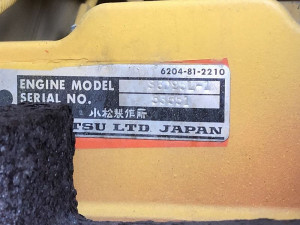 6204-81-2210
ENGINE MODEL
SERIAL NO.
小松製作所
TSU LTD. JAPAN